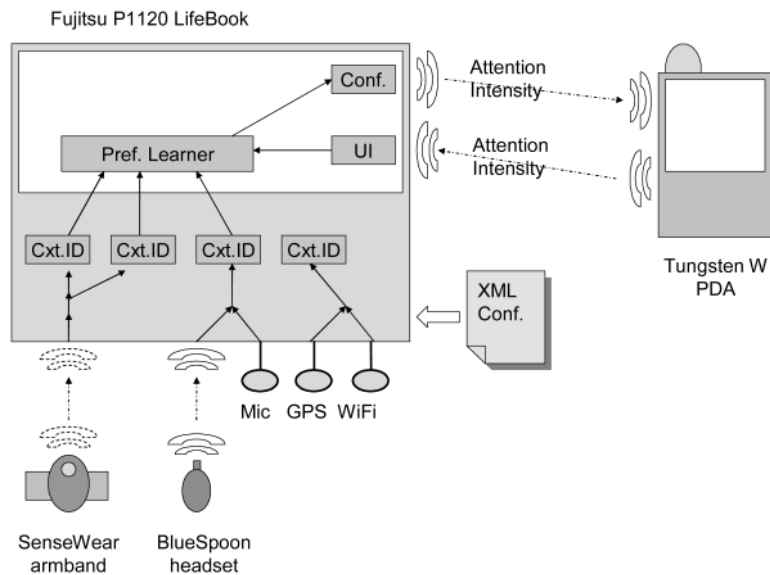 Fujitsu P1120 LifeBook
Conf.
Attention
Intensity
Pref. Learner
UI
Attention
Intensity
Cxt.ID
Cxt.ID
Cxt.ID
Cxt.ID
Tungsten W
PDA
XML
Conf.
Mic
GPS
WiFi
SenseWear
armband
BlueSpoon
headset